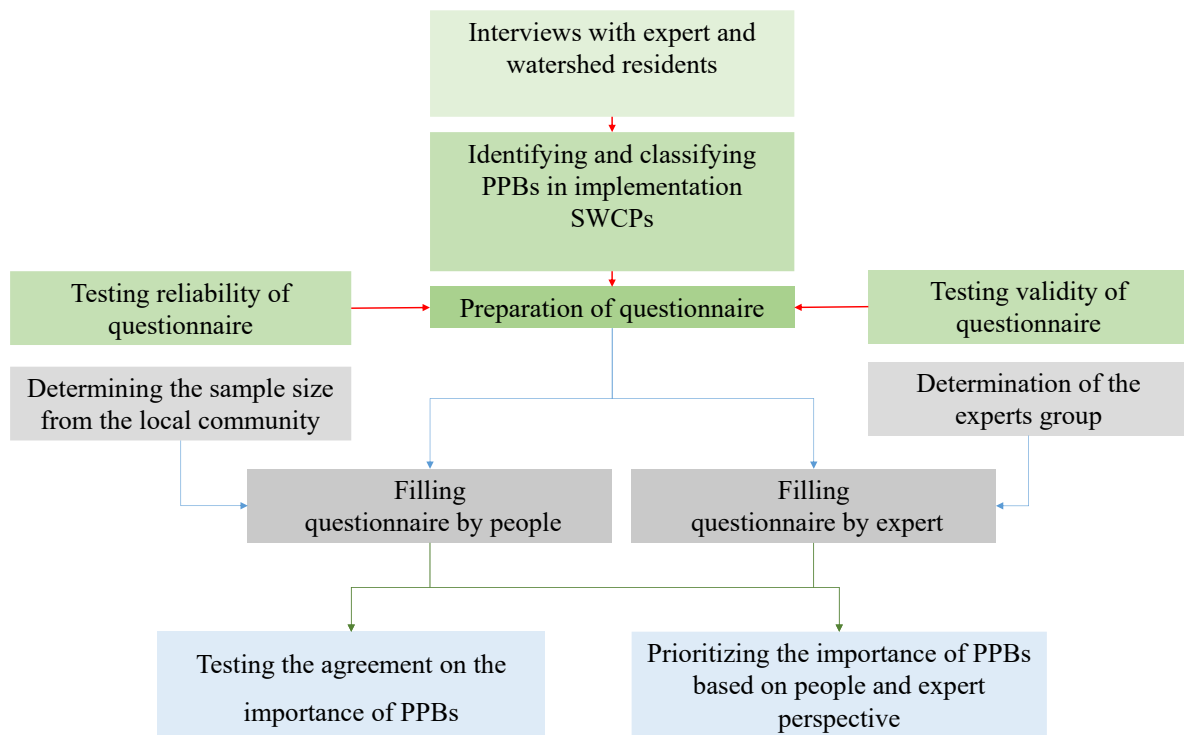 Interviews with expert and
watershed residents
Identifying and classifying
PPBs in implementation
SWCPs
Testing reliability of
questionnaire
Preparation of questionnaire
Testing validity of
questionnaire
Determining the sample size
from the local community
Determination of the
experts group
Filling
questionnaire by people
Filling
questionnaire by expert
Testing the agreement on the
importance of PPBs
Prioritizing the importance of PPBs
based on people and expert
perspective